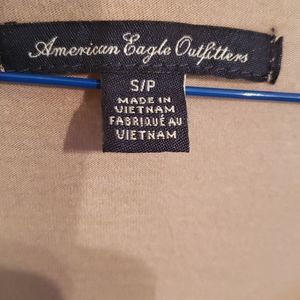 American Eagle Outfitters
S/P
MADE IN
VIETNAM
FABRIQUÉ AU
VIETNAM